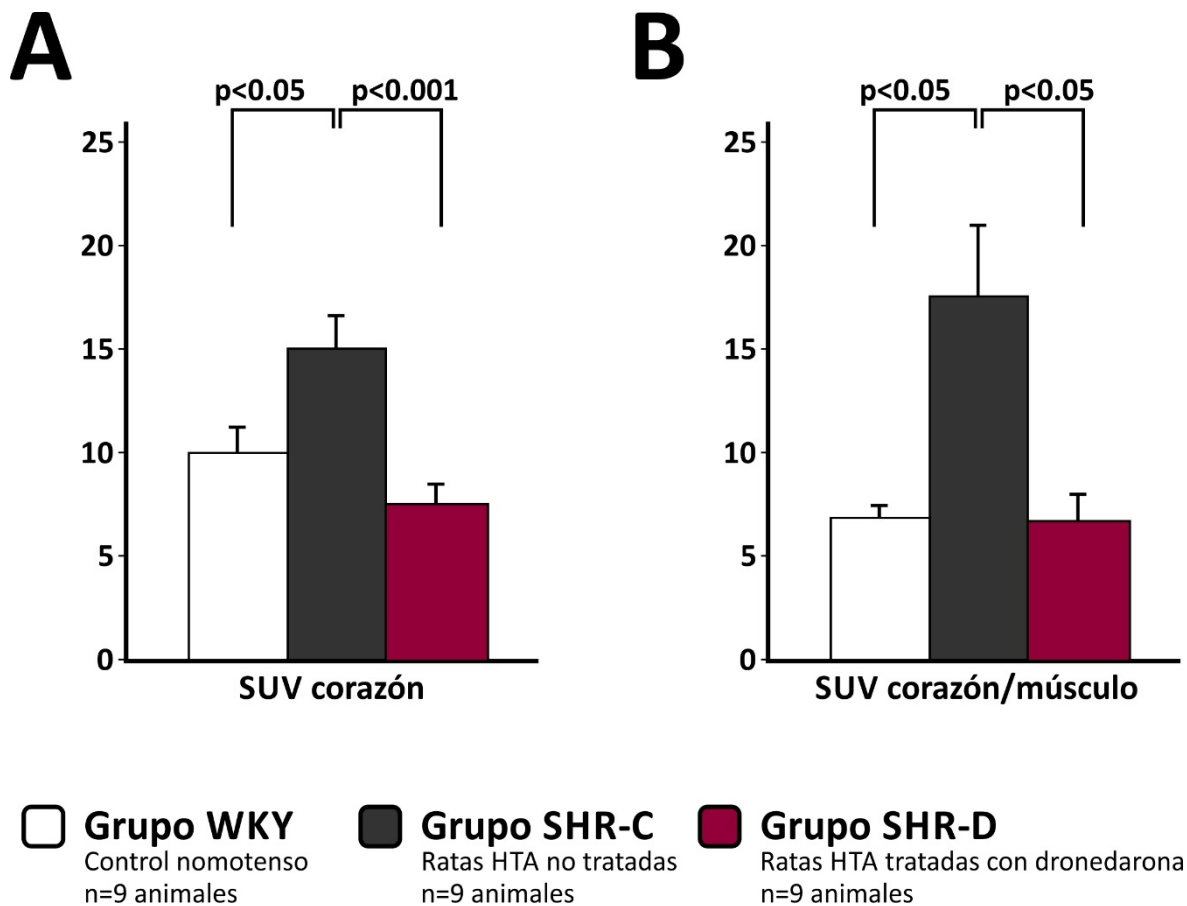 A
p<0.05 p<0.001
25
20
15
10
5
0
SUV corazón
B
p<0.05 p<0.05
25
20
15
10
5
0
SUV corazón/músculo
Grupo WKY
Control nomotenso
n=9 animales
Grupo SHR-C
Ratas HTA no tratadas
n=9 animales
Grupo SHR-D
Ratas HTA tratadas con dronedarona
n=9 animales